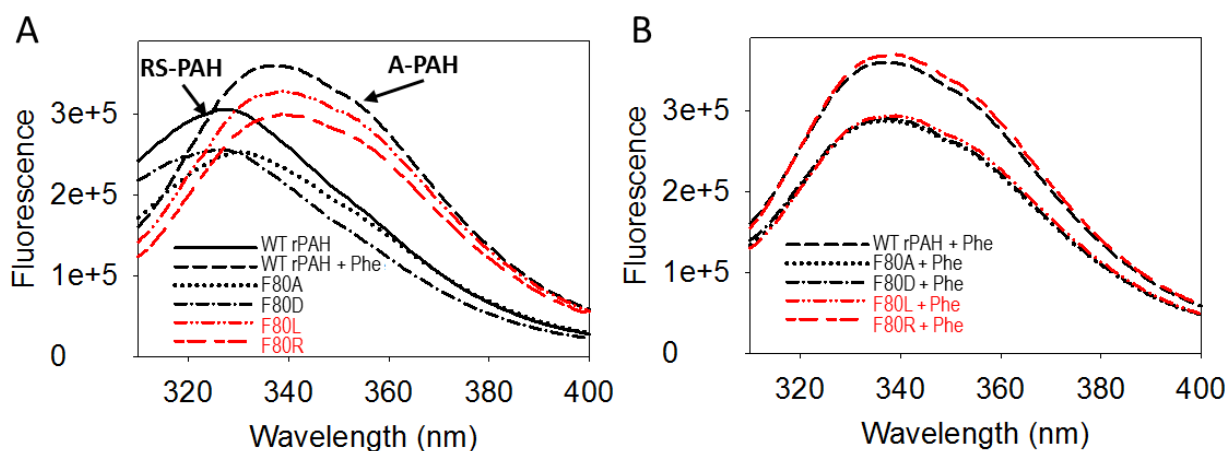 A
RS-PAH
A-PAH
Fluorescence
3e+5
2e+5
1e+5
0
WT rPAH
WT rPAH + Phe
F80A
F80D
F80L
F80R
320 340 360 380 400
Wavelength (nm)
B
Fluorescence
3e+5
2e+5
1e+5
0
WT rPAH + Phe
F80A + Phe
F80D + Phe
F80L + Phe
F80R + Phe
320 340 360 380 400
Wavelength (nm)